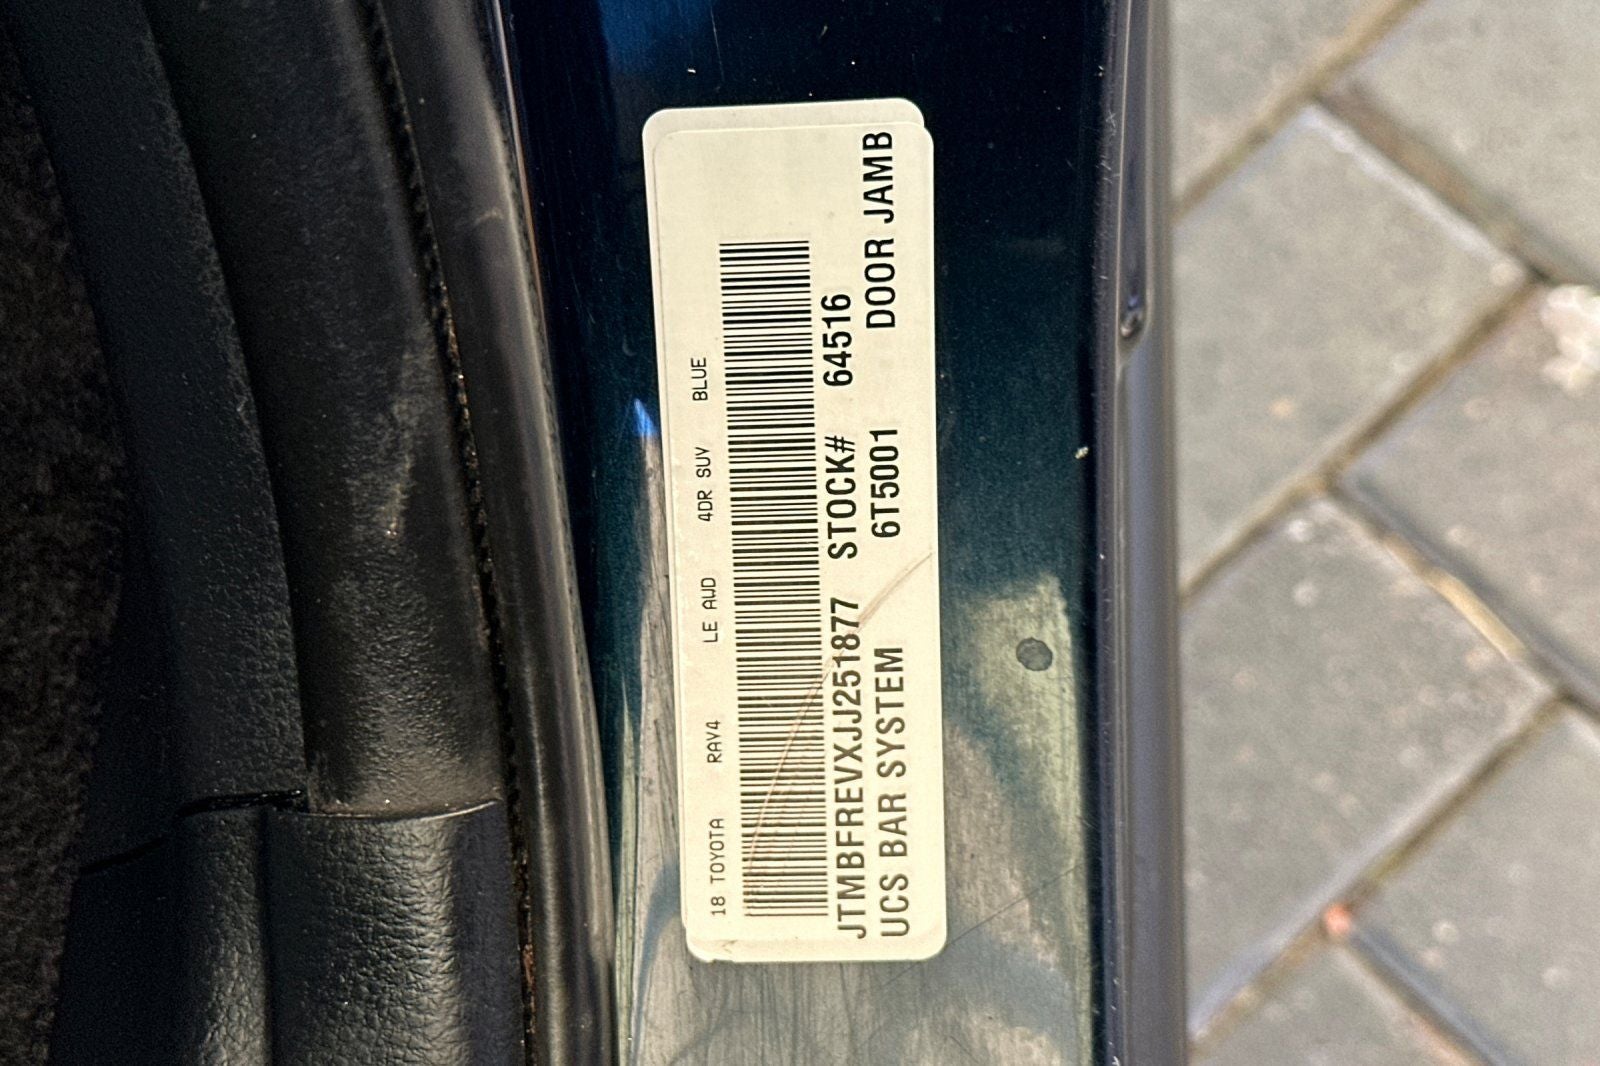 18 TOYOTA RAV4 LE AWD 4DR SUV BLUE
JTMBFREVXJJ251877 STOCK# 64516
UCS BAR SYSTEM 6T5001 DOOR JAMB